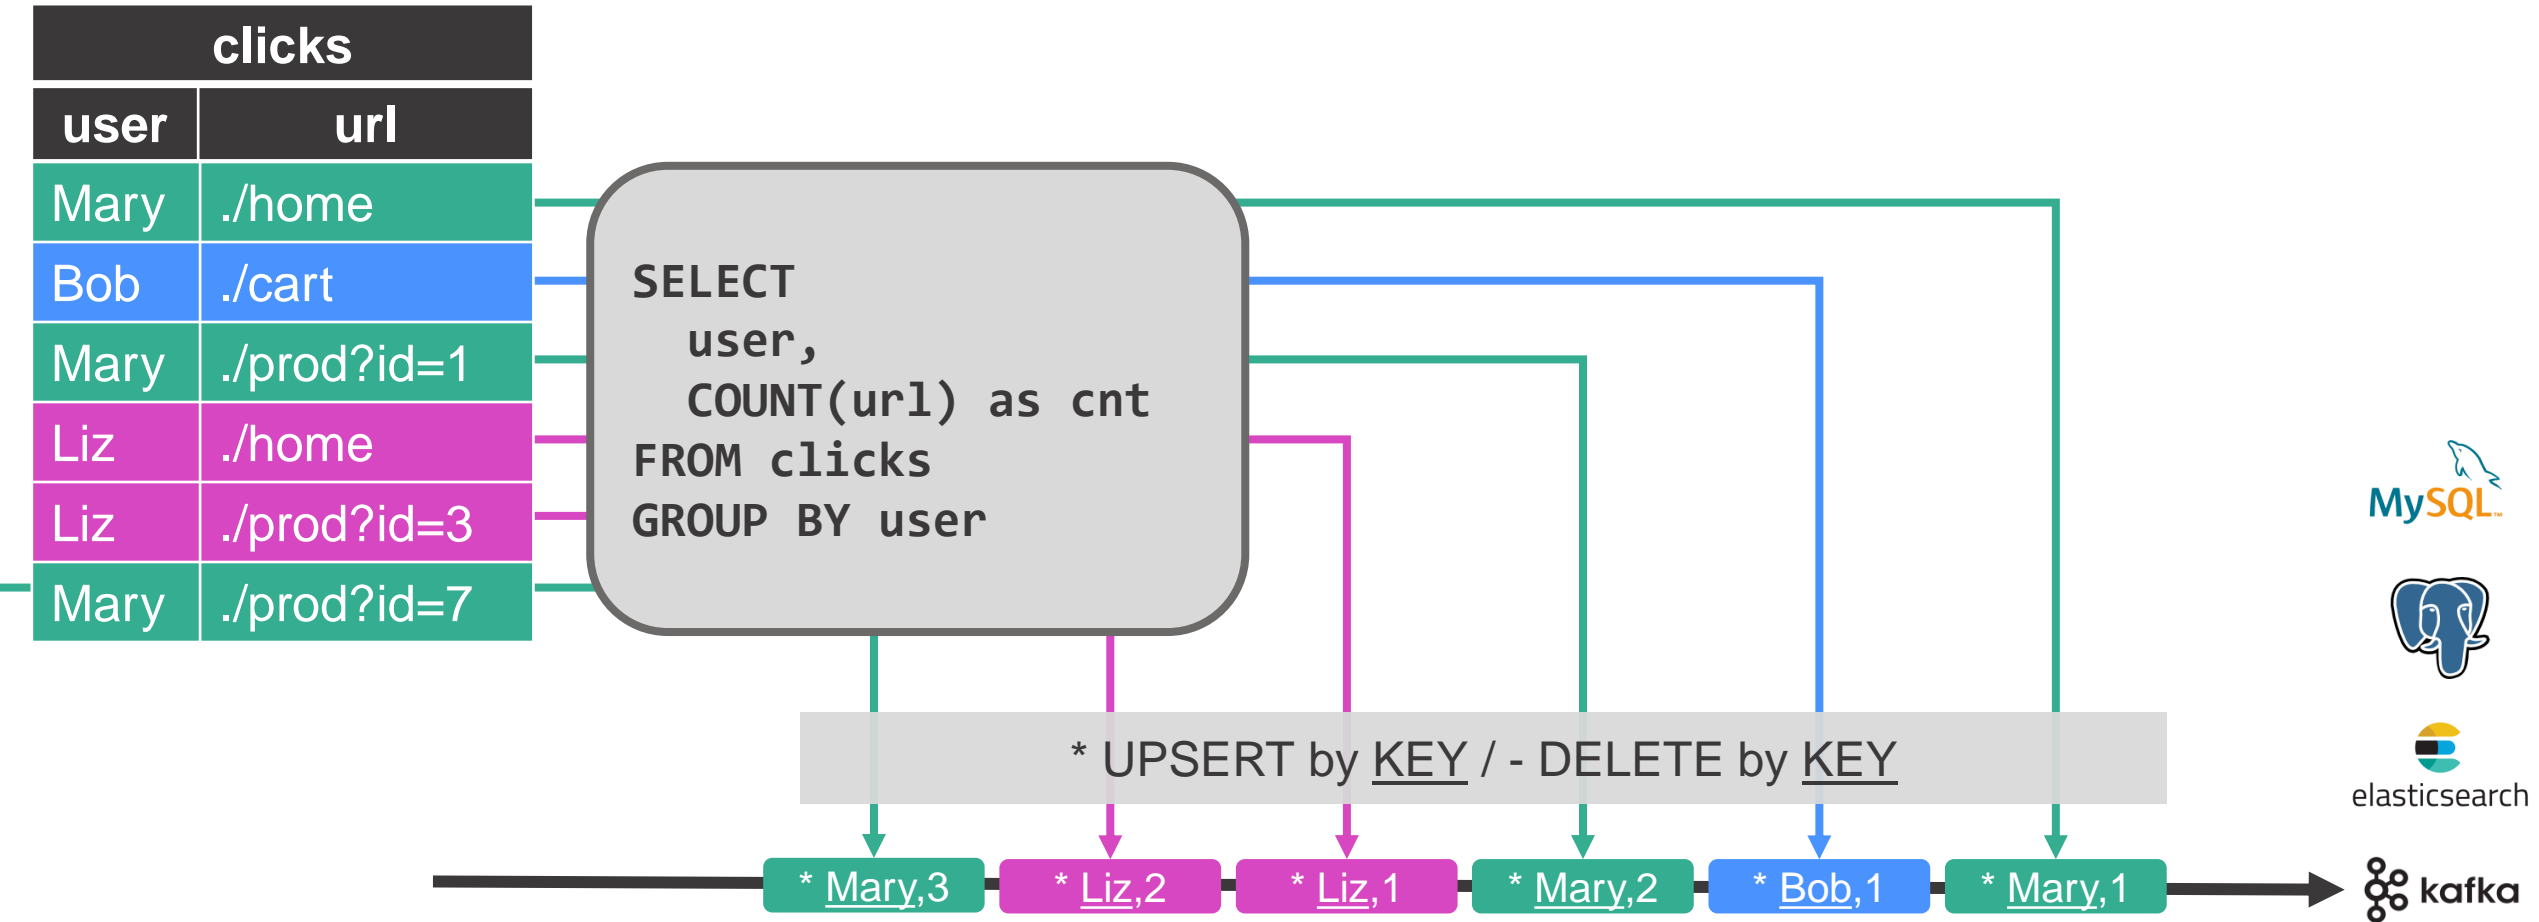 clicks
user url
Mary ./home
Bob ./cart
Mary ./prod?id=1
Liz ./home
Liz ./prod?id=3
Mary ./prod?id=7
SELECT
user,
COUNT(url) as cnt
FROM clicks
GROUP BY user
* UPSERT by KEY / - DELETE by KEY
* Mary,3 * Liz,2 * Liz,1 * Mary,2 * Bob,1 * Mary,1
MySQL™
elasticsearch
kafka